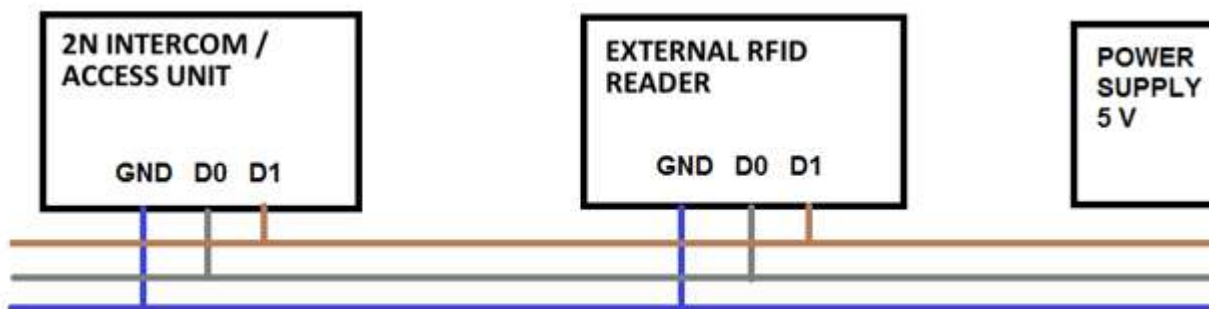 2N INTERCOM /
ACCESS UNIT
GND D0 D1
EXTERNAL RFID
READER
GND D0 D1
POWER
SUPPLY
5 V